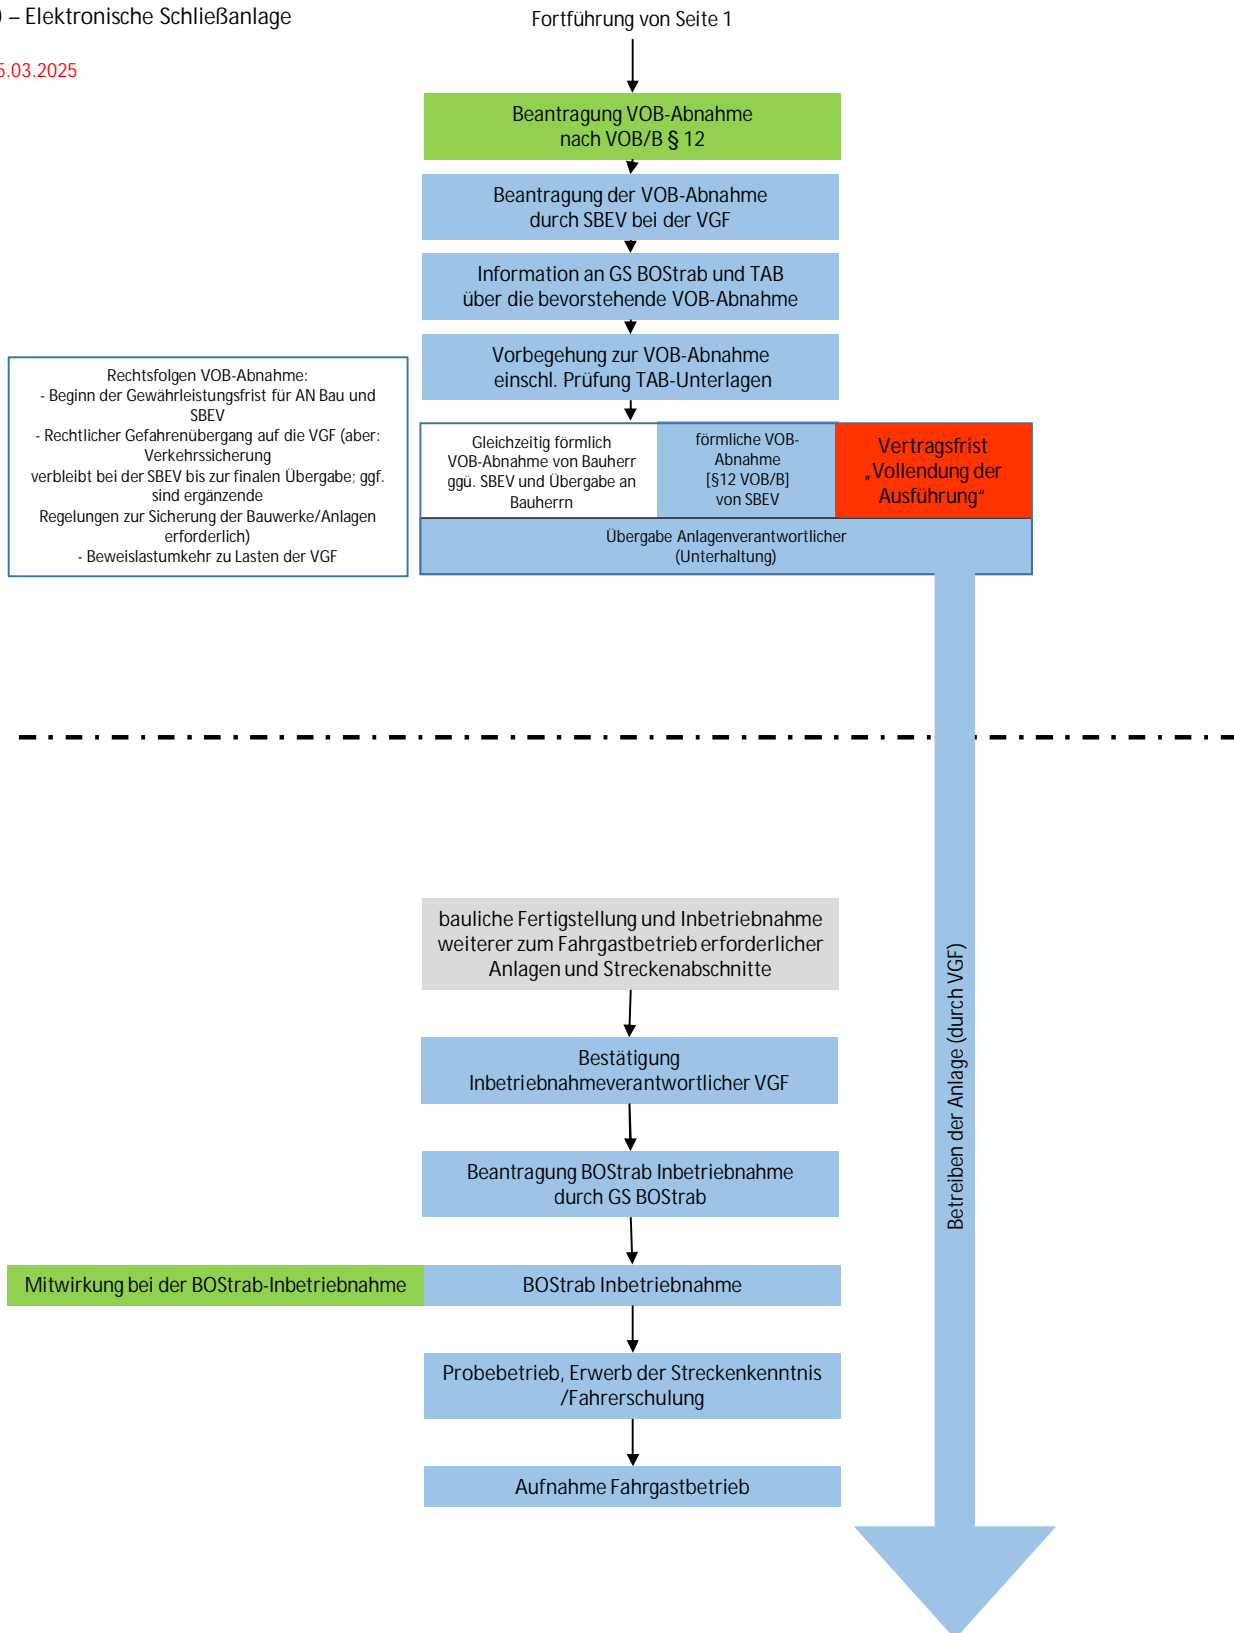 – Elektronische Schließanlage
5.03.2025
Fortführung von Seite 1
Beantragung VOB-Abnahme
nach VOB/B § 12
Beantragung der VOB-Abnahme
durch SBEV bei der VGF
Information an GS BOStrab und TAB
über die bevorstehende VOB-Abnahme
Vorbegehung zur VOB-Abnahme
einschl. Prüfung TAB-Unterlagen
Rechtsfolgen VOB-Abnahme:
- Beginn der Gewährleistungsfrist für AN Bau und
SBEV
- Rechtlicher Gefahrenübergang auf die VGF (aber:
Verkehrssicherung
verbleibt bei der SBEV bis zur finalen Übergabe; ggf.
sind ergänzende
Regelungen zur Sicherung der Bauwerke/Anlagen
erforderlich)
- Beweislastumkehr zu Lasten der VGF
Gleichzeitig förmlich
VOB-Abnahme von Bauherr
ggü. SBEV und Übergabe an
Bauherrn
förmliche VOB-
Abnahme
[§12 VOB/B]
von SBEV
Vertragsfrist
„Vollendung der
Ausführung“
Übergabe Anlagenverantwortlicher
(Unterhaltung)
bauliche Fertigstellung und Inbetriebnahme
weiterer zum Fahrgastbetrieb erforderlicher
Anlagen und Streckenabschnitte
Bestätigung
Inbetriebnahmeverantwortlicher VGF
Beantragung BOStrab Inbetriebnahme
durch GS BOStrab
Mitwirkung bei der BOStrab-Inbetriebnahme
BOStrab Inbetriebnahme
Probebetrieb, Erwerb der Streckenkenntnis
/Fahrerschulung
Aufnahme Fahrgastbetrieb
Betreiben der Anlage (durch VGF)